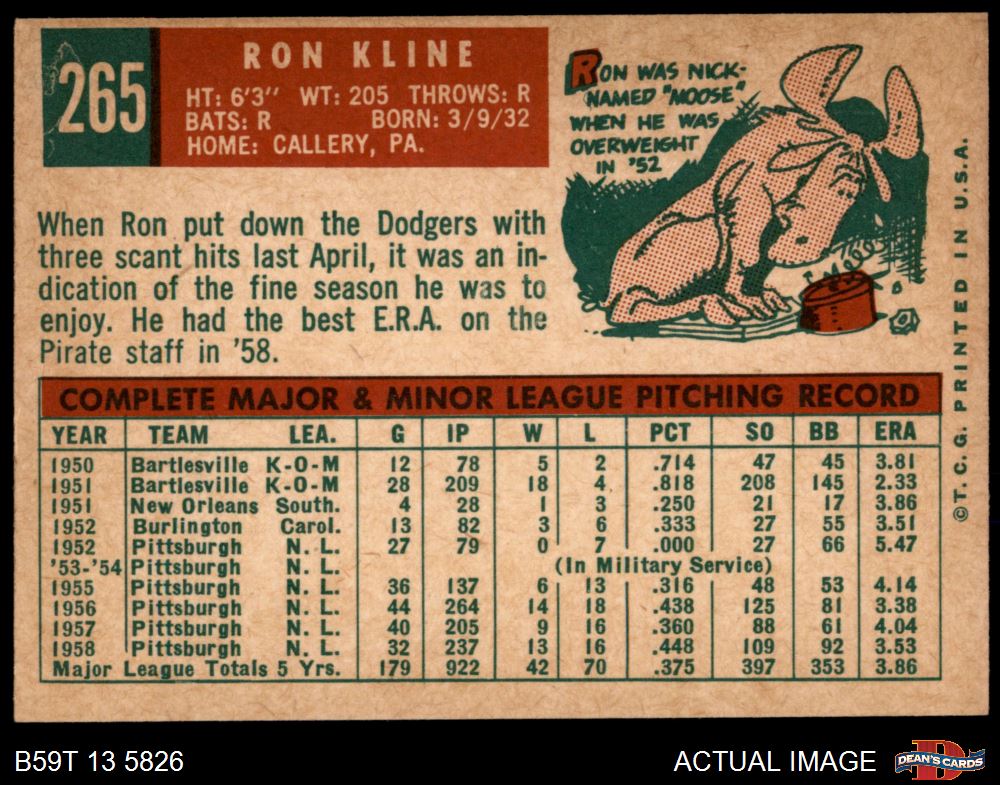 265
RON KLINE
HT: 6'3" WT: 205 THROWS: R
BATS: R BORN: 3/9/32
HOME: CALLERY, PA.
RON WAS NICK-
NAMED "MOOSE"
WHEN HE WAS
OVERWEIGHT
IN '52
When Ron put down the Dodgers with
three scant hits last April, it was an in-
dication of the fine season he was to
enjoy. He had the best E.R.A. on the
Pirate staff in '58.
©T. C. G. PRINTED IN U.S.A.
COMPLETE MAJOR & MINOR LEAGUE PITCHING RECORD
YEAR TEAM LEA. G IP W L PCT SO BB ERA
1950 Bartlesville K-O-M 12 78 5 2 .714 47 45 3.81
1951 Bartlesville K-O-M 28 209 18 4 .818 208 145 2.33
1951 New Orleans South. 4 28 1 3 .250 21 17 3.86
1952 Burlington Carol. 13 82 3 6 .333 27 55 3.51
1952 Pittsburgh N. L. 27 79 0 7 .000 27 66 5.47
'53-'54 Pittsburgh N. L. (In Military Service)
1955 Pittsburgh N. L. 36 137 6 13 .316 48 53 4.14
1956 Pittsburgh N. L. 44 264 14 18 .438 125 81 3.38
1957 Pittsburgh N. L. 40 205 9 16 .360 88 61 4.04
1958 Pittsburgh N. L. 32 237 13 16 .448 109 92 3.53
Major League Totals 5 Yrs. 179 922 42 70 .375 397 353 3.86
B59T 13 5826
ACTUAL IMAGE
D
DEAN'S CARDS